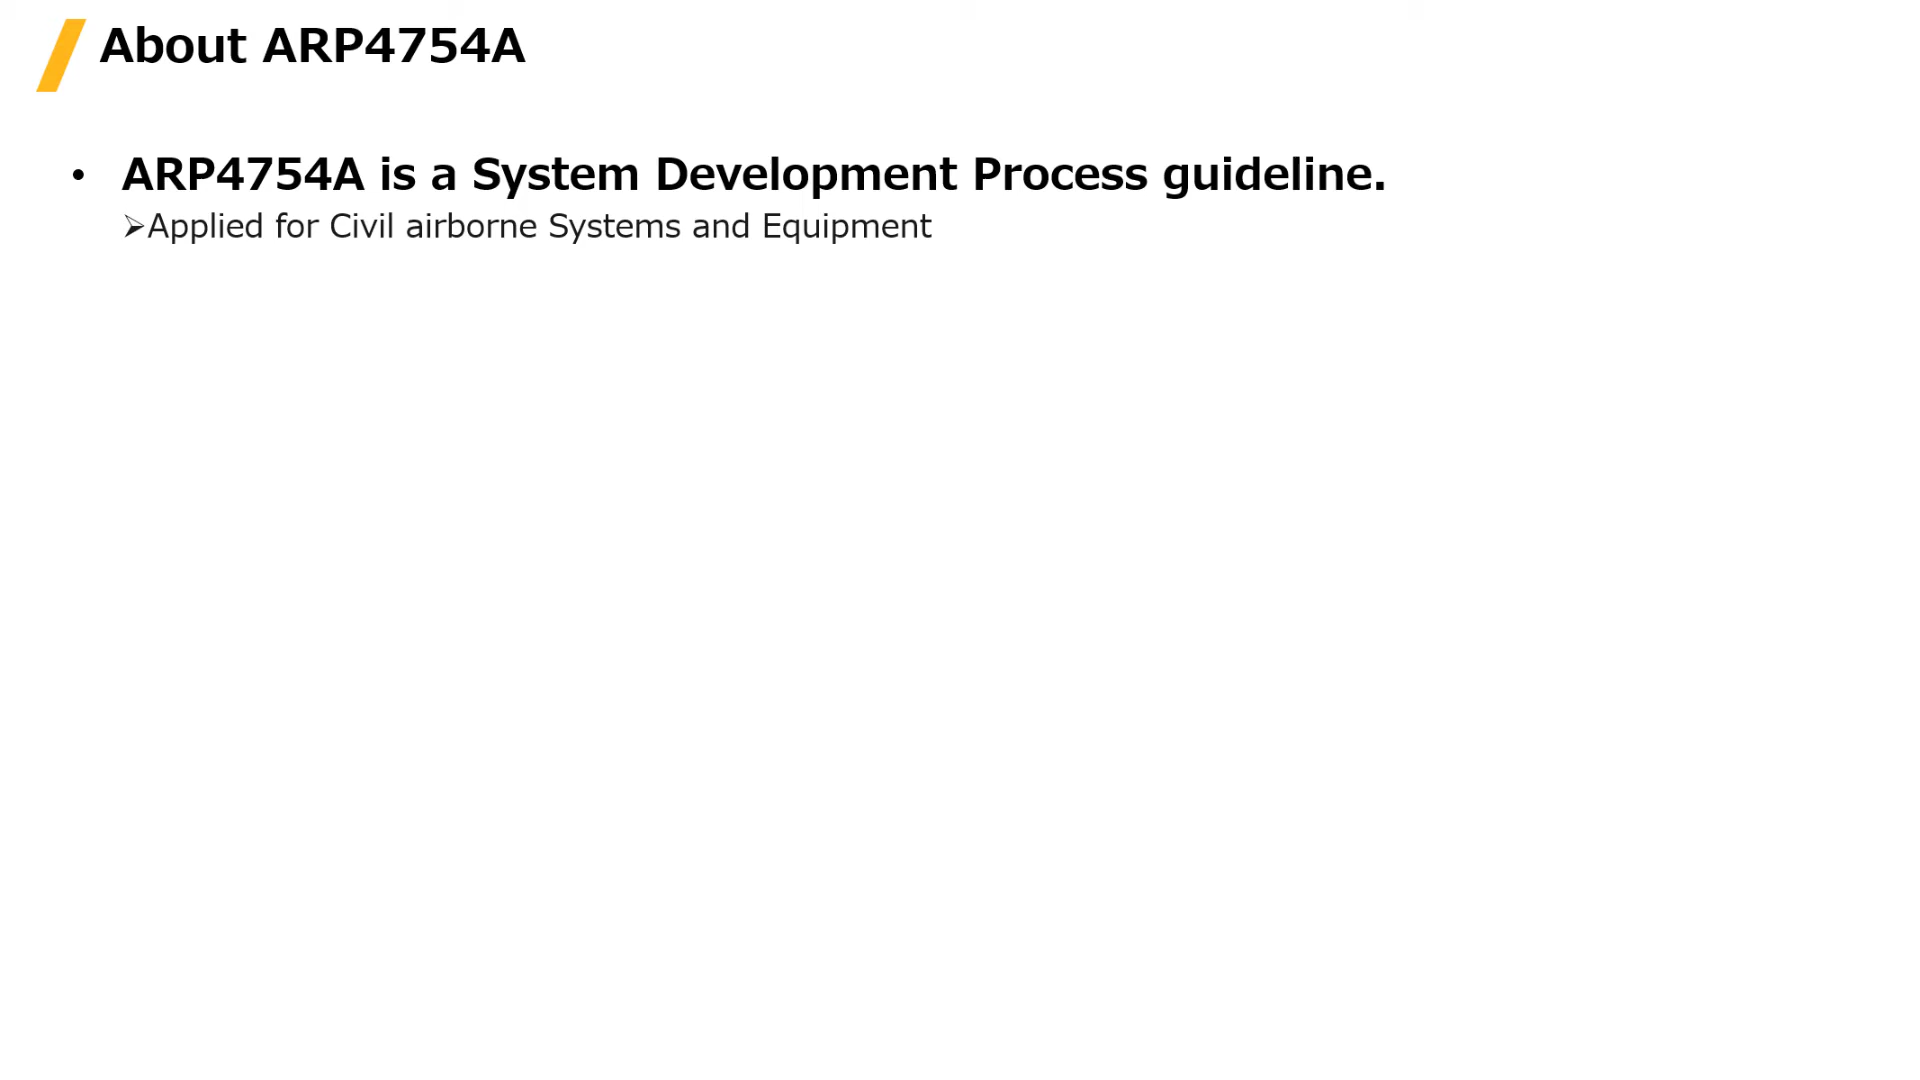 About ARP4754A
• ARP4754A is a System Development Process guideline.
➢Applied for Civil airborne Systems and Equipment